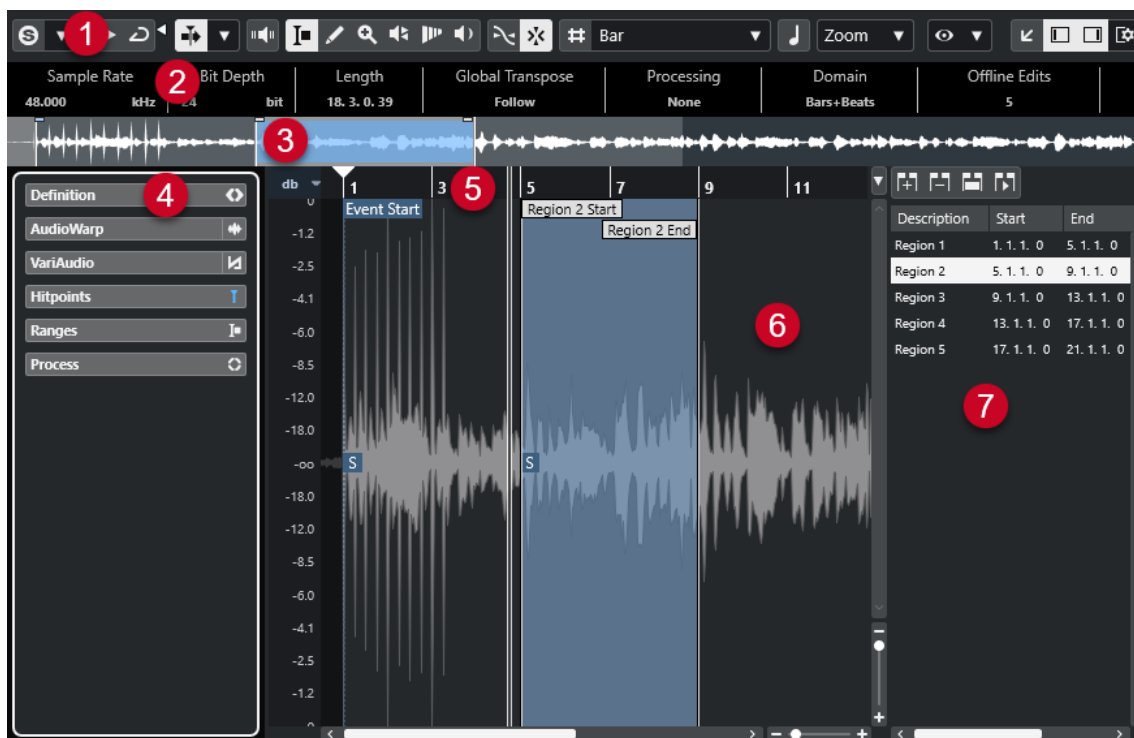 S 1 Bar Zoom
2
Sample Rate Bit Depth Length Global Transpose Processing Domain Offline Edits
48.000 kHz 24 bit 18. 3. 0. 39 Follow None Bars+Beats 5
3
4
Definition
AudioWarp
VariAudio
Hitpoints
Ranges
Process
db
1 3 5 5 7 9 11
Event Start
Region 2 Start
Region 2 End
0
-1.2
-2.5
-4.1
-6.0
-8.5
-12.0
-18.0
-oo
-18.0
-12.0
-8.5
-6.0
-4.1
-2.5
-1.2
0
S S
6
Description Start End
Region 1 1. 1. 1. 0 5. 1. 1. 0
Region 2 5. 1. 1. 0 9. 1. 1. 0
Region 3 9. 1. 1. 0 13. 1. 1. 0
Region 4 13. 1. 1. 0 17. 1. 1. 0
Region 5 17. 1. 1. 0 21. 1. 1. 0
7